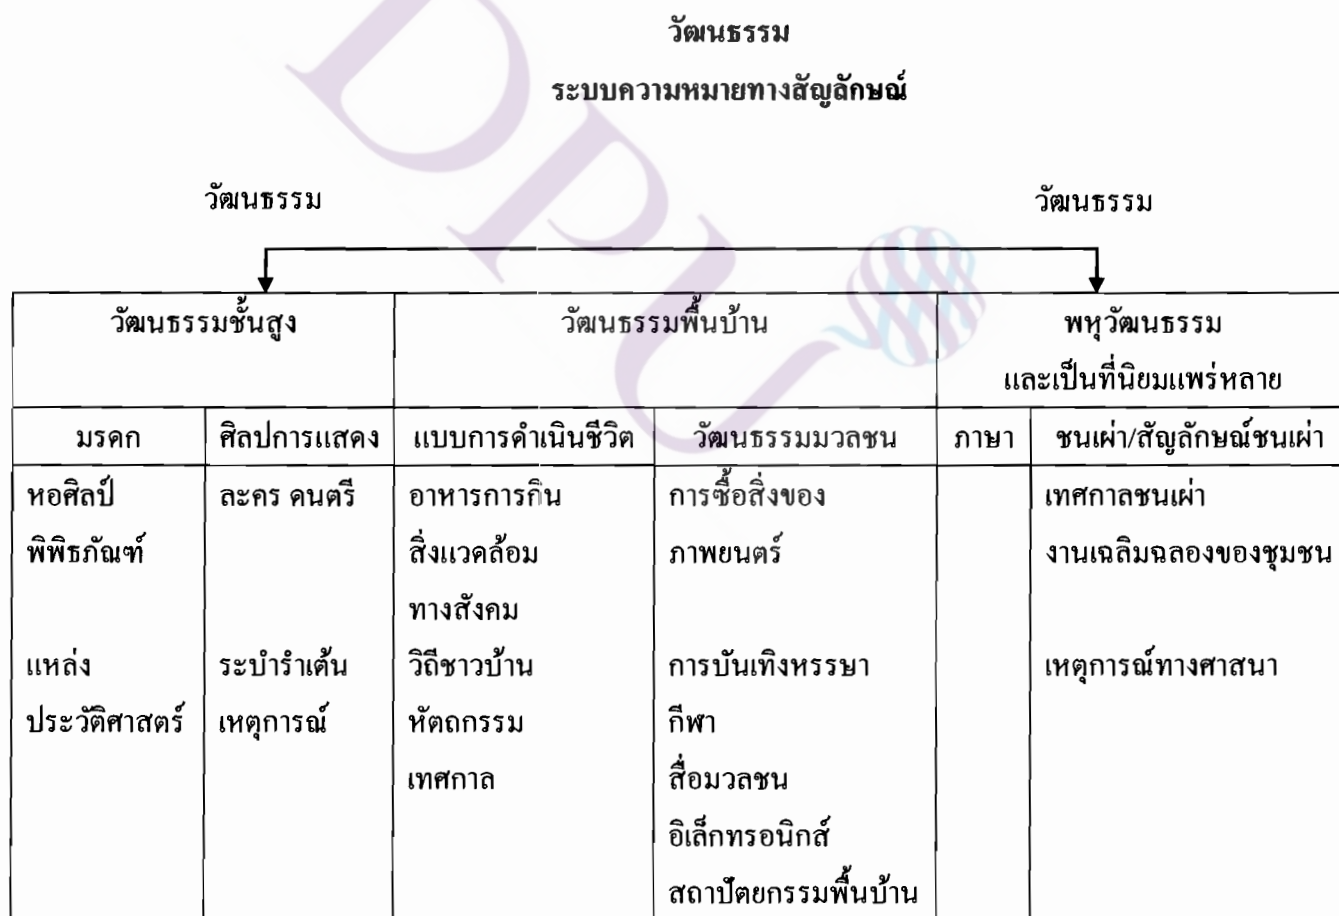 วัฒนธรรม
ระบบความหมายทางสัญลักษณ์
วัฒนธรรม วัฒนธรรม
วัฒนธรรมชั้นสูง วัฒนธรรมพื้นบ้าน พหุวัฒนธรรม
และเป็นที่นิยมแพร่หลาย
มรดก ศิลปการแสดง แบบการดำเนินชีวิต วัฒนธรรมมวลชน ภาษา ชนเผ่า/สัญลักษณ์ชนเผ่า
หอศิลป์ ละคร ดนตรี อาหารการกิน การซื้อสิ่งของ เทศกาลชนเผ่า
พิพิธภัณฑ์ สิ่งแวดล้อม ภาพยนตร์ งานเฉลิมฉลองของชุมชน
ทางสังคม
แหล่ง ระบำรำเต้น วิถีชาวบ้าน การบันเทิงหรรษา เหตุการณ์ทางศาสนา
ประวัติศาสตร์ เหตุการณ์ หัตถกรรม กีฬา
เทศกาล สื่อมวลชน
อิเล็กทรอนิกส์
สถาปัตยกรรมพื้นบ้าน
DPU